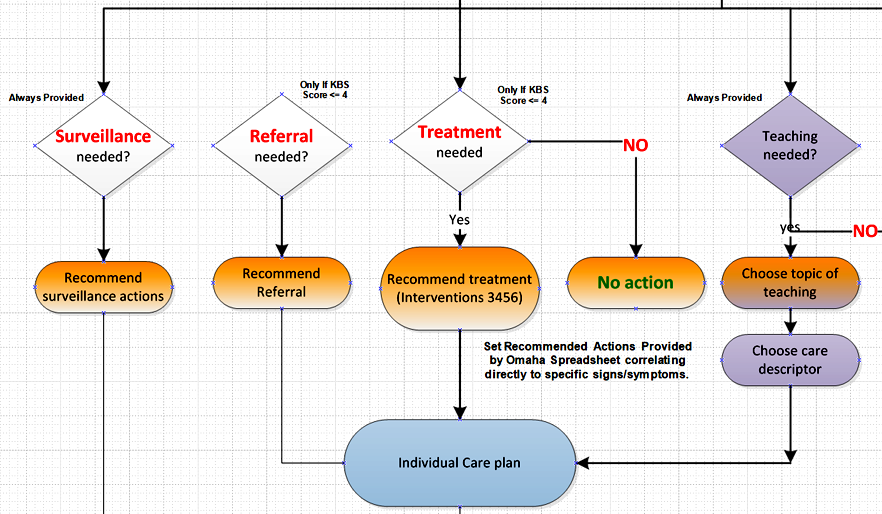 Always Provided
Surveillance
needed?
Only If KBS
Score <= 4
Referral
needed?
Only If KBS
Score <= 4
Treatment
needed
NO
Always Provided
Teaching
needed?
Yes
yes
NO
Recommend
surveillance actions
Recommend
Referral
Recommend treatment
(Interventions 3456)
No action
Choose topic of
teaching
Set Recommended Actions Provided
by Omaha Spreadsheet correlating
directly to specific signs/symptoms.
Choose care
descriptor
Individual Care plan